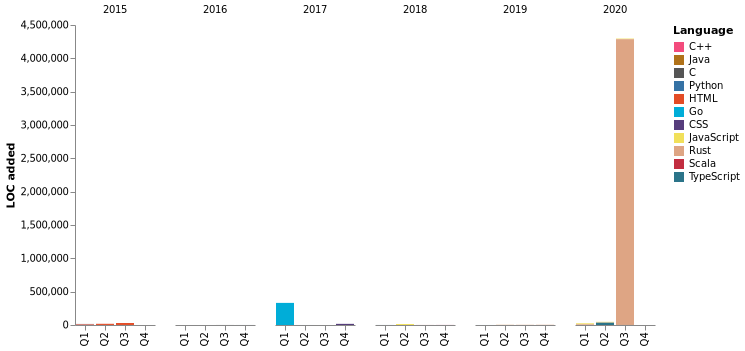 2015 2016 2017 2018 2019 2020
4,500,000
4,000,000
3,500,000
3,000,000
2,500,000
2,000,000
1,500,000
1,000,000
500,000
0
LOC added
Q1 Q2 Q3 Q4 Q1 Q2 Q3 Q4 Q1 Q2 Q3 Q4 Q1 Q2 Q3 Q4 Q1 Q2 Q3 Q4 Q1 Q2 Q3 Q4
Language
C++
Java
C
Python
HTML
Go
CSS
JavaScript
Rust
Scala
TypeScript